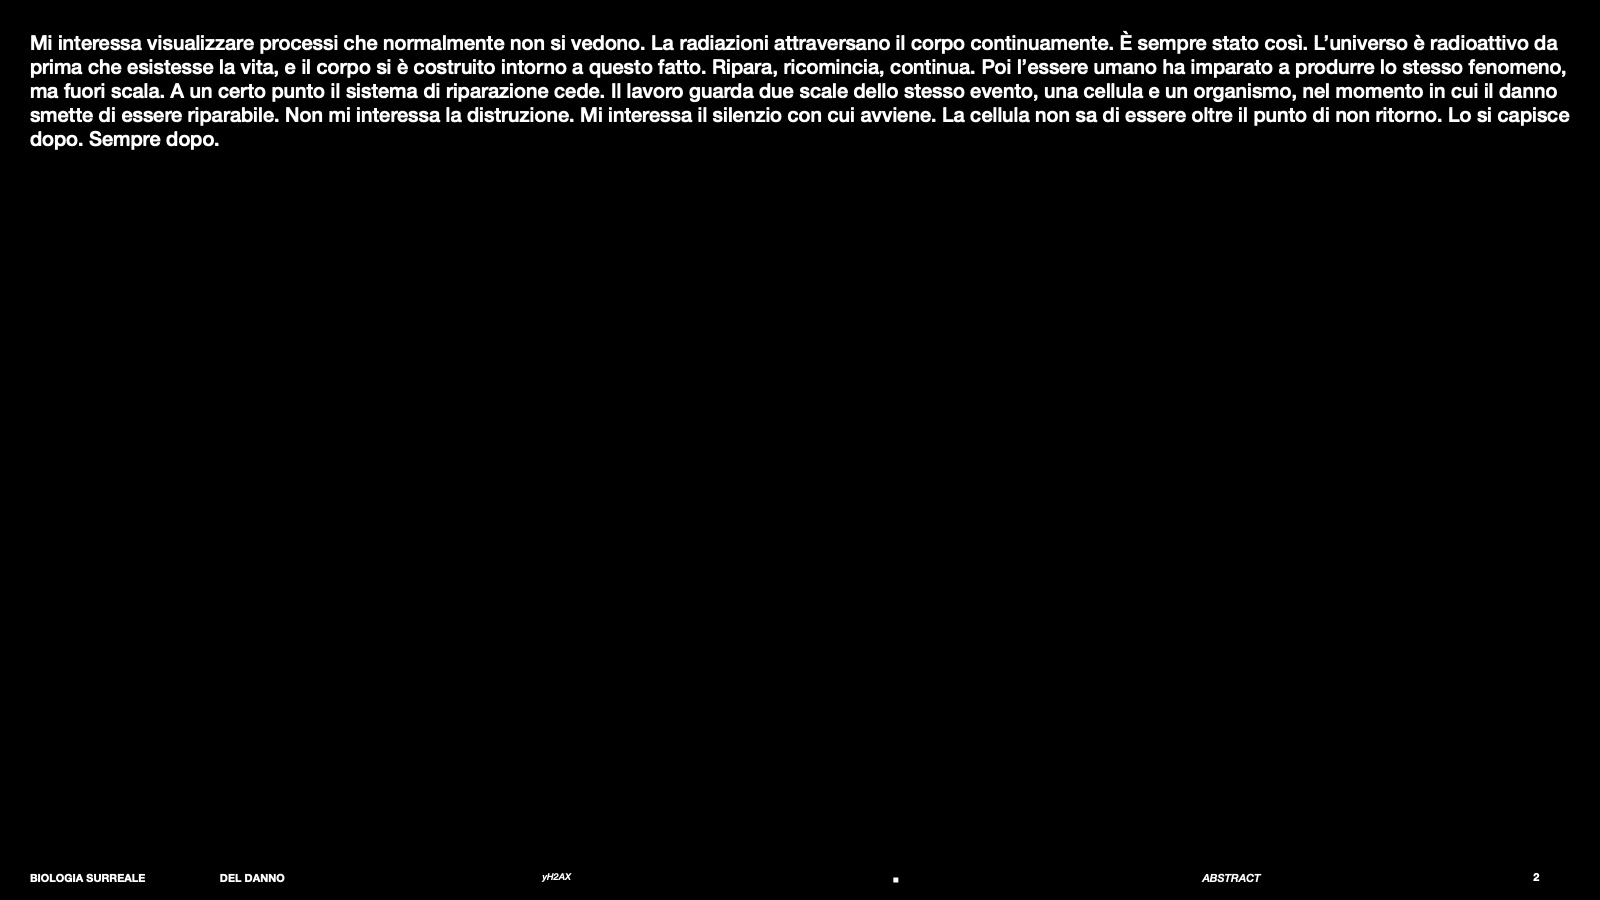 Mi interessa visualizzare processi che normalmente non si vedono. La radiazioni attraversano il corpo continuamente. È sempre stato così. L’universo è radioattivo da
prima che esistesse la vita, e il corpo si è costruito intorno a questo fatto. Ripara, ricomincia, continua. Poi l’essere umano ha imparato a produrre lo stesso fenomeno,
ma fuori scala. A un certo punto il sistema di riparazione cede. Il lavoro guarda due scale dello stesso evento, una cellula e un organismo, nel momento in cui il danno
smette di essere riparabile. Non mi interessa la distruzione. Mi interessa il silenzio con cui avviene. La cellula non sa di essere oltre il punto di non ritorno. Lo si capisce
dopo. Sempre dopo.
BIOLOGIA SURREALE DEL DANNO yH2AX . ABSTRACT 2